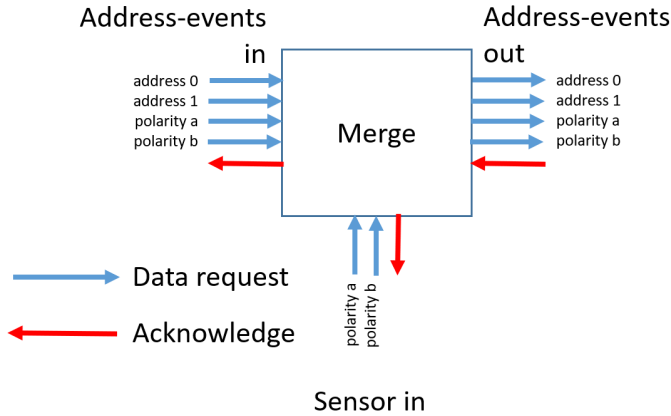 Address-events
in
Address-events
out
address 0
address 1
polarity a
polarity b
Merge
address 0
address 1
polarity a
polarity b
polarity a
polarity b
Data request
Acknowledge
Sensor in